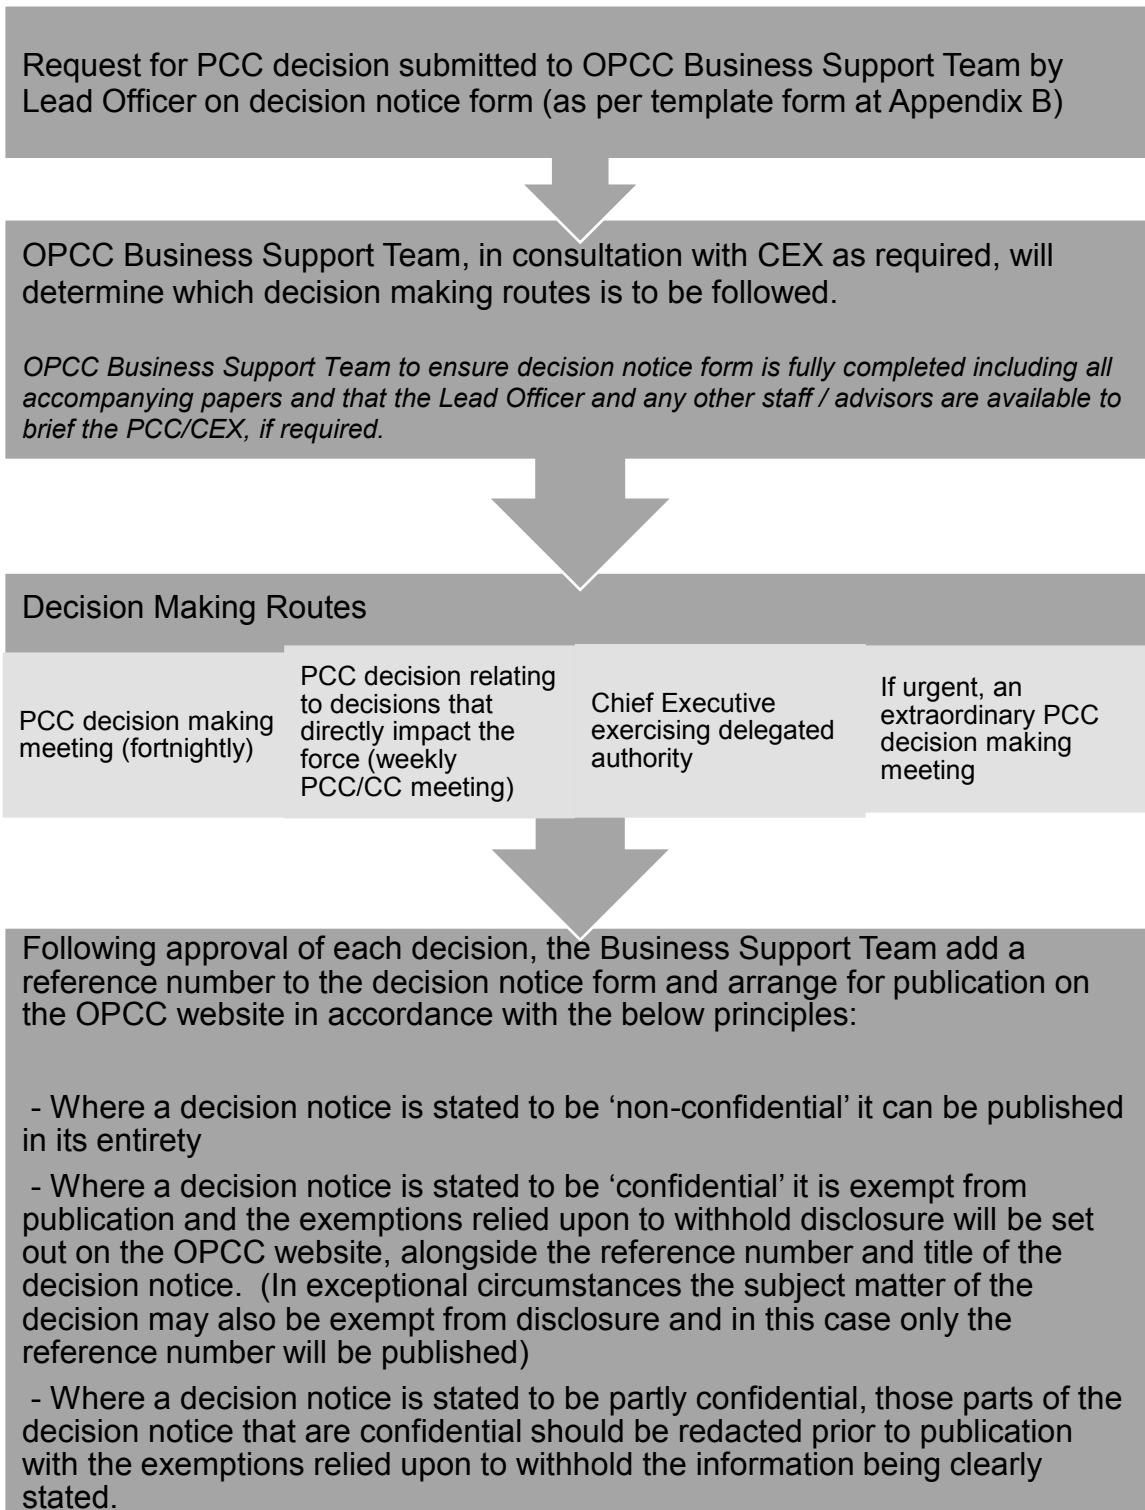 Request for PCC decision submitted to OPCC Business Support Team by
Lead Officer on decision notice form (as per template form at Appendix B)
OPCC Business Support Team, in consultation with CEX as required, will
determine which decision making routes is to be followed.
OPCC Business Support Team to ensure decision notice form is fully completed including all
accompanying papers and that the Lead Officer and any other staff / advisors are available to
brief the PCC/CEX, if required.
Decision Making Routes
PCC decision making
meeting (fortnightly)
PCC decision relating
to decisions that
directly impact the
force (weekly
PCC/CC meeting)
Chief Executive
exercising delegated
authority
If urgent, an
extraordinary PCC
decision making
meeting
Following approval of each decision, the Business Support Team add a
reference number to the decision notice form and arrange for publication on
the OPCC website in accordance with the below principles:
- Where a decision notice is stated to be ‘non-confidential’ it can be published
in its entirety
- Where a decision notice is stated to be ‘confidential’ it is exempt from
publication and the exemptions relied upon to withhold disclosure will be set
out on the OPCC website, alongside the reference number and title of the
decision notice.  (In exceptional circumstances the subject matter of the
decision may also be exempt from disclosure and in this case only the
reference number will be published)
- Where a decision notice is stated to be partly confidential, those parts of the
decision notice that are confidential should be redacted prior to publication
with the exemptions relied upon to withhold the information being clearly
stated.